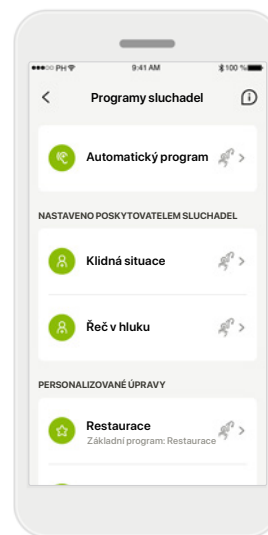 PH 9:41 AM 100 %
Programy sluchadel
Automatický program
NASTAVENO POSKYTOVATELEM SLUCHADEL
Klidná situace
Řeč v hluku
PERSONALIZOVANÉ ÚPRAVY
Restaurace
Základní program: Restaurace